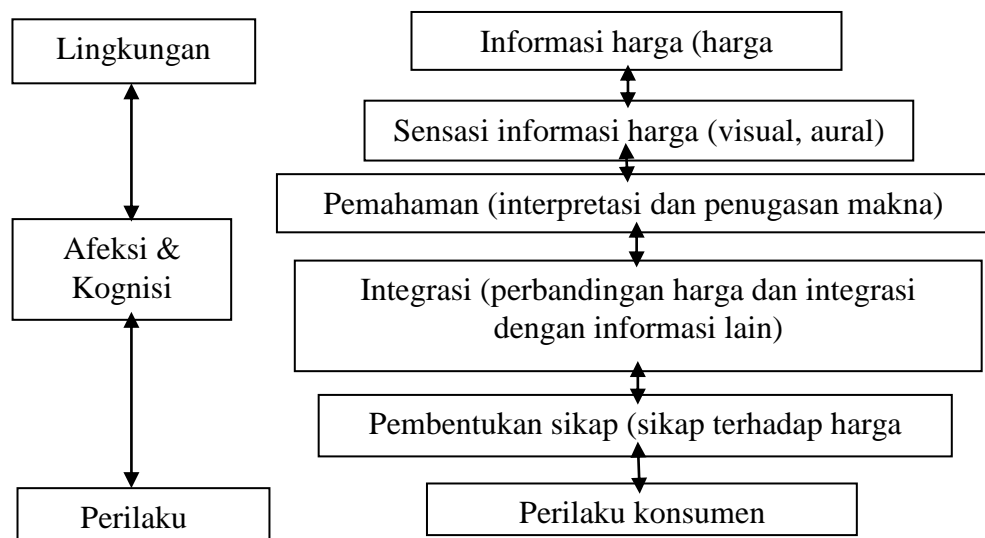 Lingkungan
Informasi harga (harga
Sensasi informasi harga (visual, aural)
Pemahaman (interpretasi dan penugasan makna)
Afeksi &
Kognisi
Integrasi (perbandingan harga dan integrasi
dengan informasi lain)
Pembentukan sikap (sikap terhadap harga
Perilaku
Perilaku konsumen